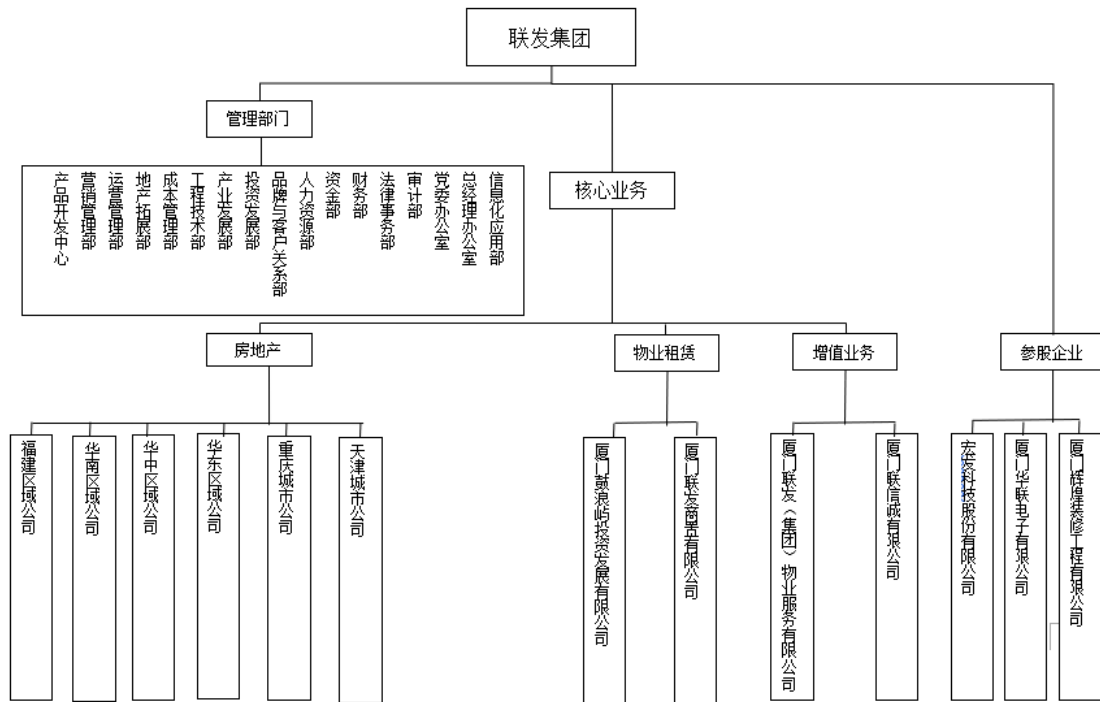 联发集团
管理部门
产品开发中心
营销管理部
运营管理部
地产拓展部
成本管理部
工程技术部
产业发展部
投资发展部
品牌与客户关系部
人力资源部
资金部
财务部
法律事务部
审计部
党委办公室
总经理办公室
信息化应用部
核心业务
房地产
物业租赁
增值业务
参股企业
福建区域公司
华南区域公司
华中区域公司
华东区域公司
重庆城市公司
天津城市公司
厦门鼓浪屿投资发展有限公司
厦门联发商置有限公司
厦门联发（集团）物业服务有限公司
厦门联信诚有限公司
宏发科技股份有限公司
厦门华联电子有限公司
厦门辉煌装修工程有限公司